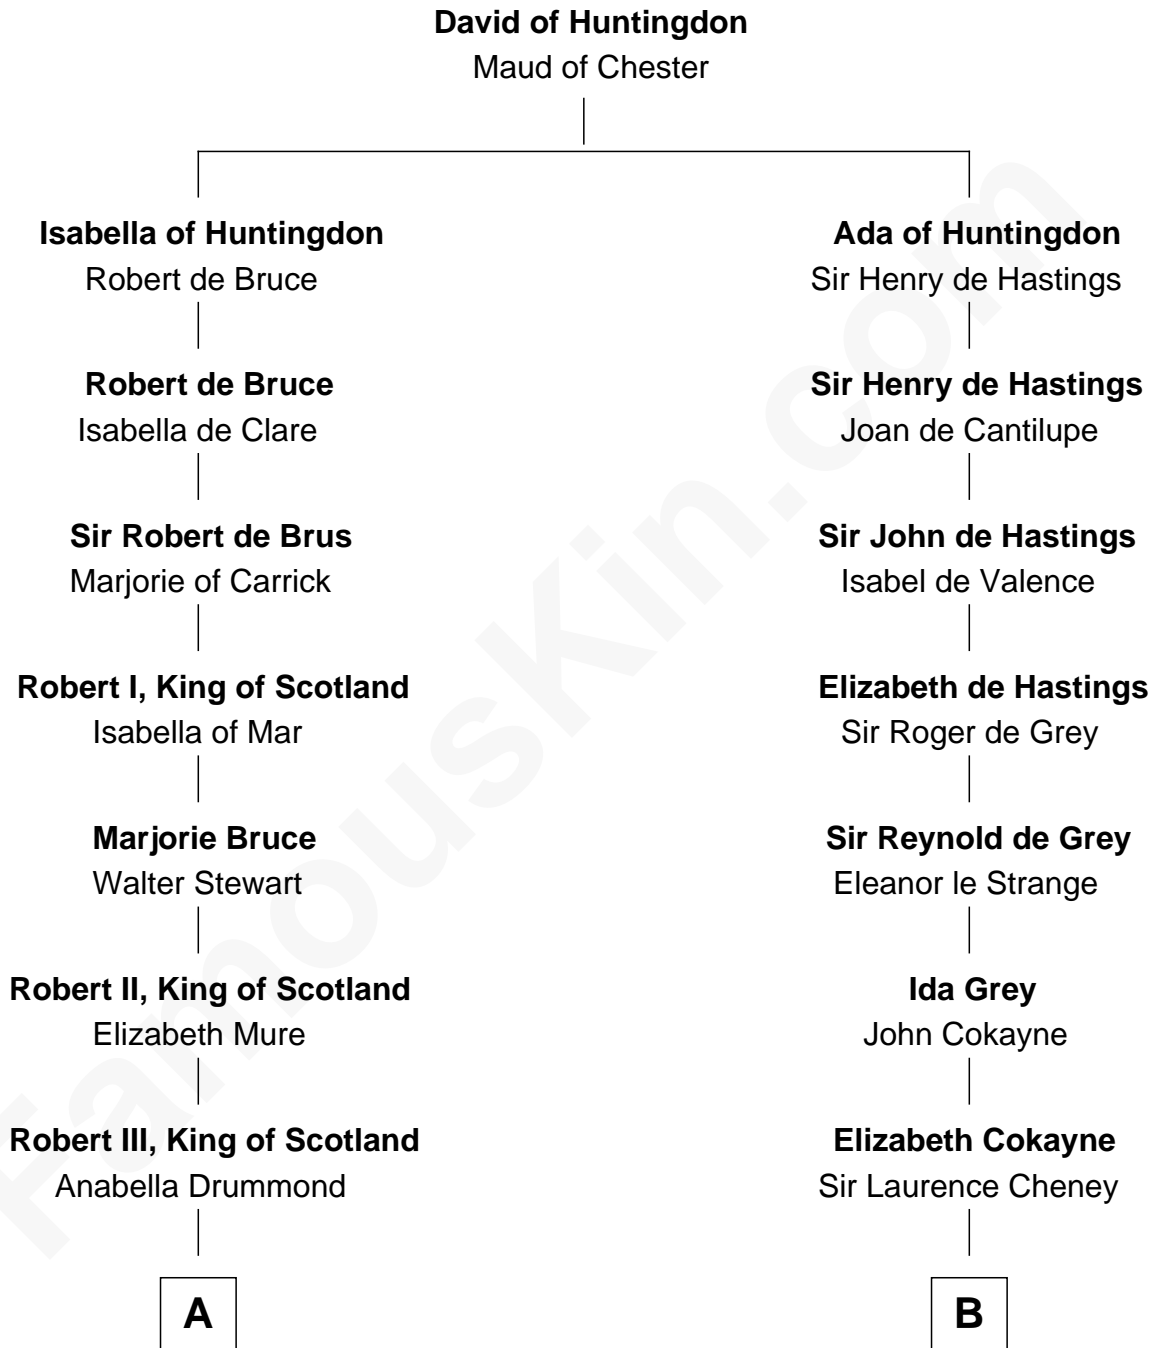 David of Huntingdon
Maud of Chester
Isabella of Huntingdon
Robert de Bruce
Robert de Bruce
Isabella de Clare
Sir Robert de Brus
Marjorie of Carrick
Robert I, King of Scotland
Isabella of Mar
Marjorie Bruce
Walter Stewart
Robert II, King of Scotland
Elizabeth Mure
Robert III, King of Scotland
Anabella Drummond
A
Ada of Huntingdon
Sir Henry de Hastings
Sir Henry de Hastings
Joan de Cantilupe
Sir John de Hastings
Isabel de Valence
Elizabeth de Hastings
Sir Roger de Grey
Sir Reynold de Grey
Eleanor le Strange
Ida Grey
John Cokayne
Elizabeth Cokayne
Sir Laurence Cheney
B
FamousKin.com